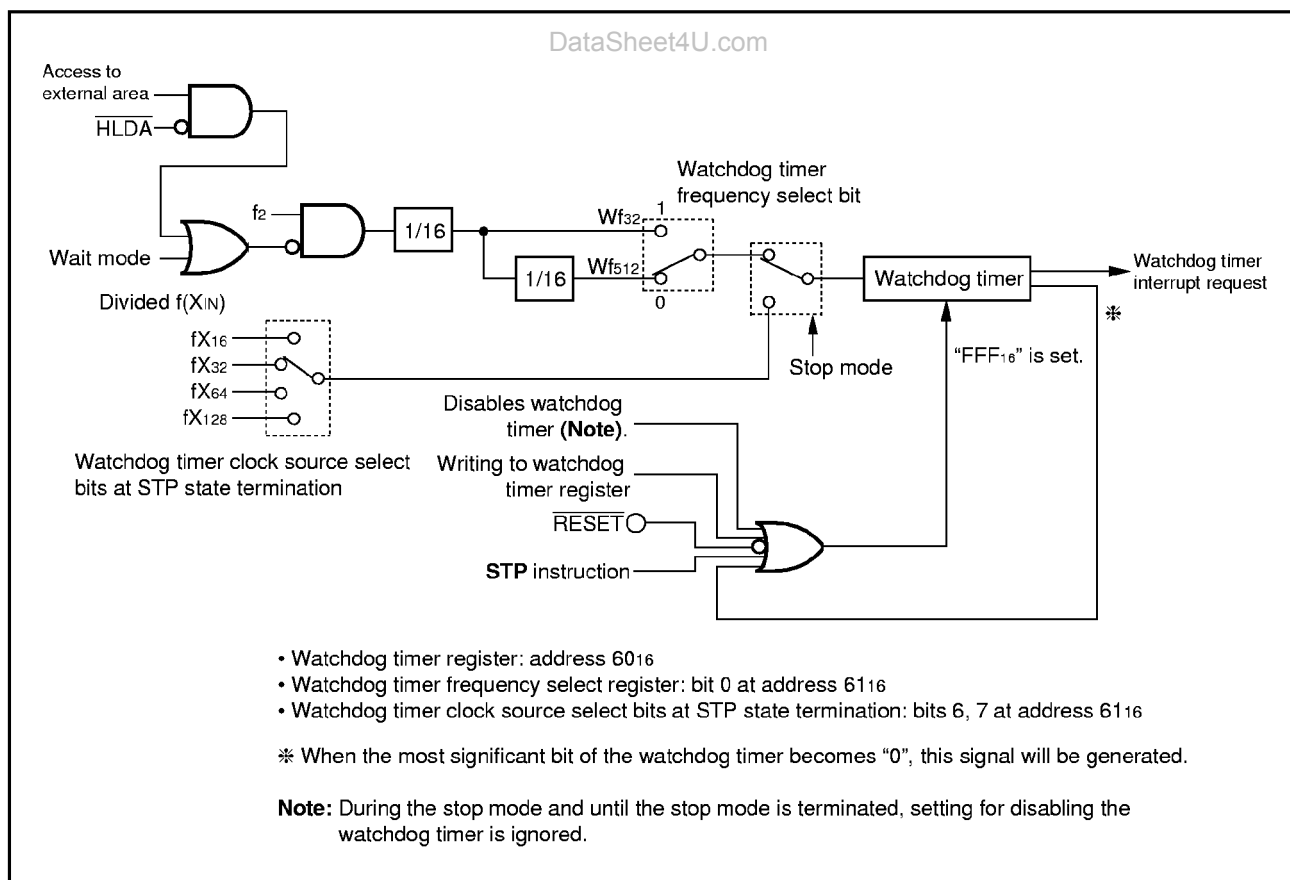 DataSheet4U.com
Access to
external area
HLDA
Watchdog timer
frequency select bit
f2
1/16
Wf32
1
Wait mode
1/16
Wf512
0
Watchdog timer
Watchdog timer
interrupt request
Divided f(XIN)
fX16
fX32
fX64
fX128
Stop mode
“FFF16” is set.
❈
Watchdog timer clock source select
bits at STP state termination
Disables watchdog
timer (Note).
Writing to watchdog
timer register
RESET
STP instruction
• Watchdog timer register: address 6016
• Watchdog timer frequency select register: bit 0 at address 6116
• Watchdog timer clock source select bits at STP state termination: bits 6, 7 at address 6116
❈ When the most significant bit of the watchdog timer becomes “0”, this signal will be generated.
Note: During the stop mode and until the stop mode is terminated, setting for disabling the
watchdog timer is ignored.